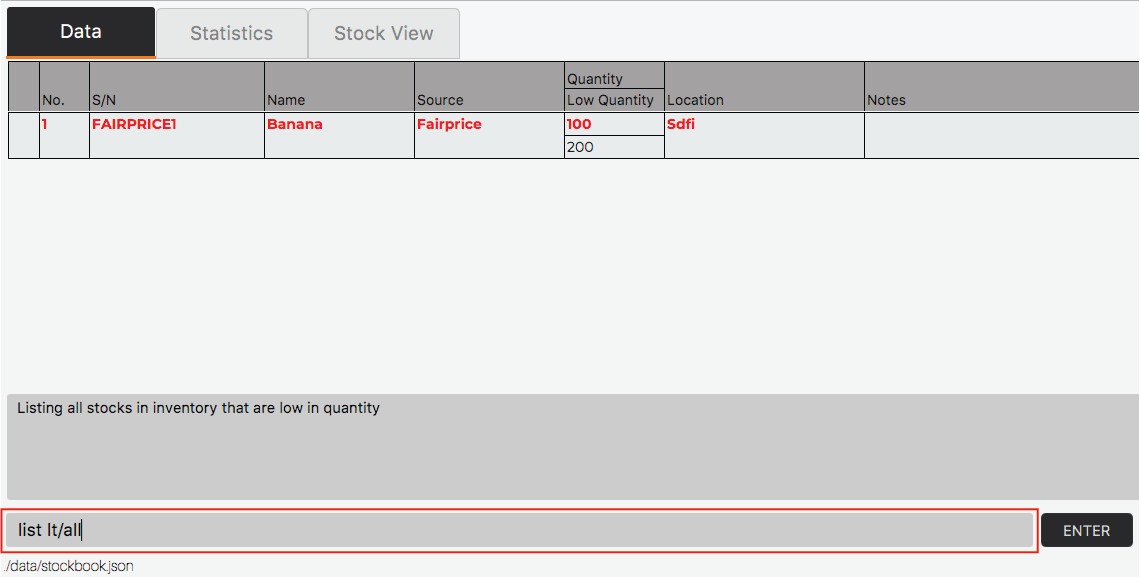 Data Statistics Stock View
No. S/N Name Source Quantity Low Quantity Location Notes
1 FAIRPRICE1 Banana Fairprice 100 Sdfi
200
Listing all stocks in inventory that are low in quantity
list lt/all ENTER
./data/stockbook.json